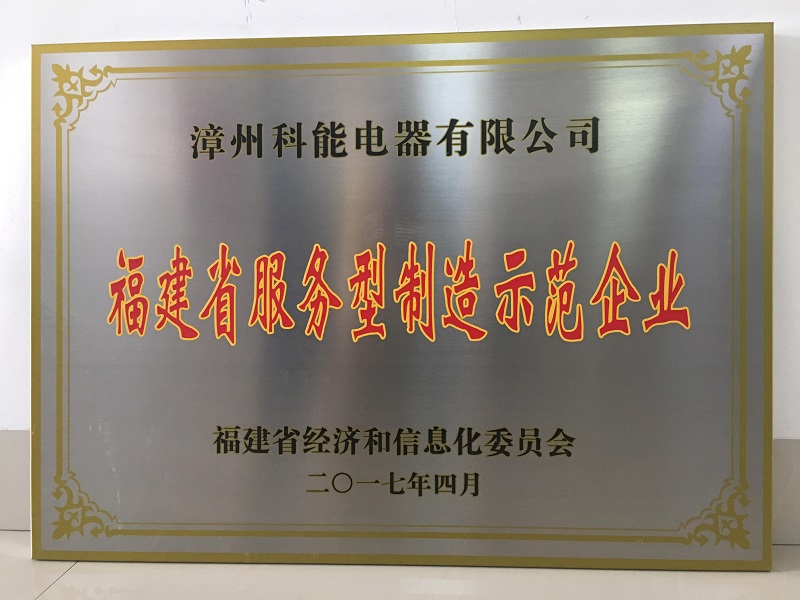 漳州科能电器有限公司
福建省服务型制造示范企业
福建省经济和信息化委员会
二〇一七年四月